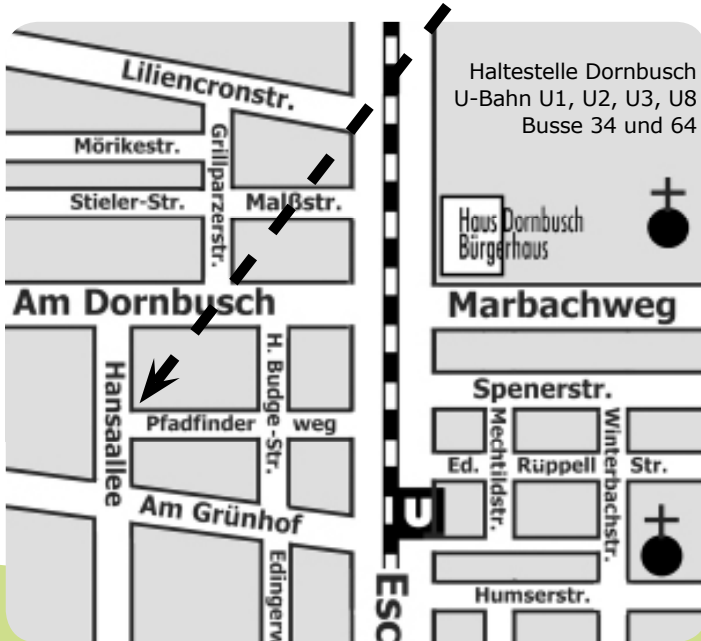 Haltestelle Dornbusch
U-Bahn U1, U2, U3, U8
Busse 34 und 64
Liliencronstr.
Mörikestr.
Grillparzerstr.
Stieler-Str.
Malßstr.
Haus Dornbusch
Bürgerhaus
Am Dornbusch
Marbachweg
Hansaallee
H. Budge-Str.
Spenerstr.
Pfadfinder weg
Mechtildstr.
Winterbachstr.
Ed. Rüppell Str.
Am Grünhof
U
Humserstr.